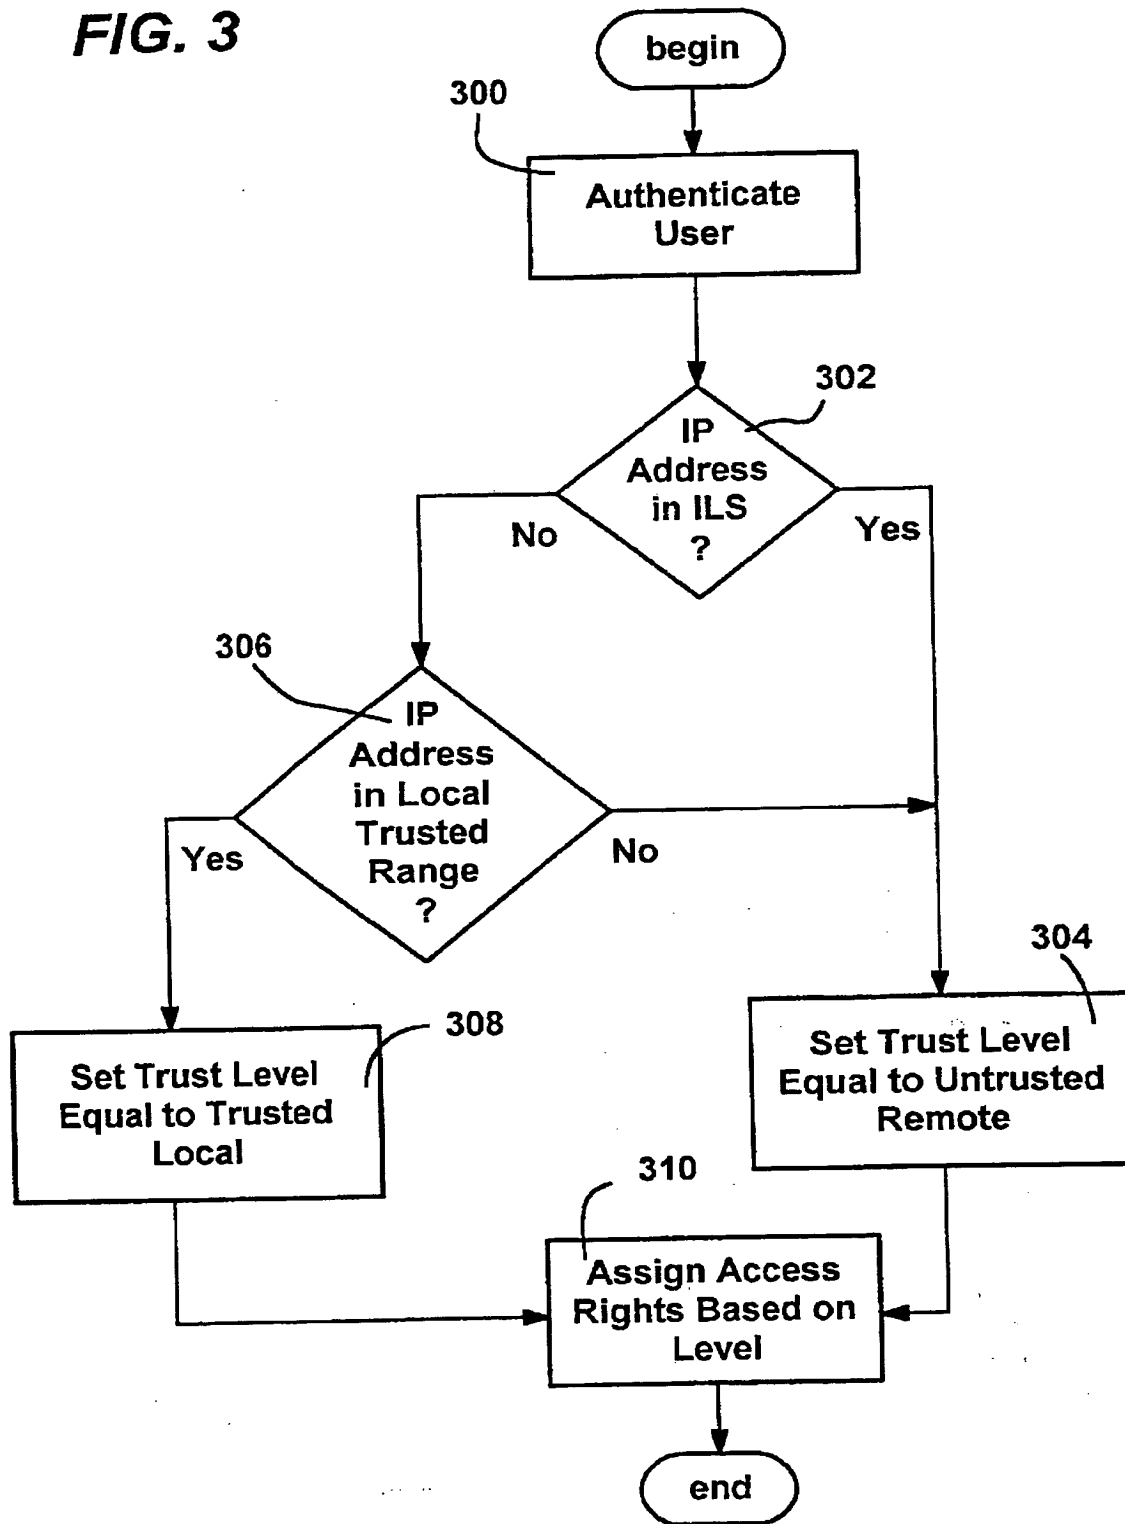 FIG. 3
begin
300
Authenticate
User
302
IP
Address
in ILS
?
No
Yes
306
IP
Address
in Local
Trusted
Range
?
Yes
No
304
308
Set Trust Level
Equal to Trusted
Local
Set Trust Level
Equal to Untrusted
Remote
310
Assign Access
Rights Based on
Level
end